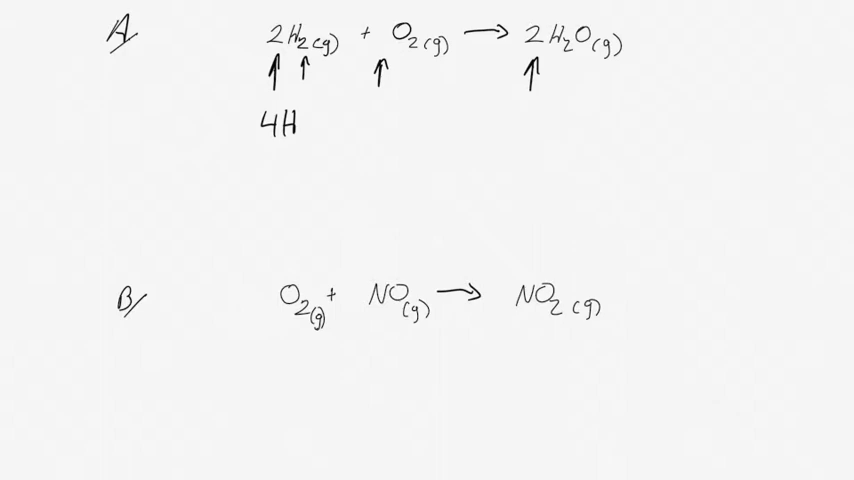 A/ 2H₂(g) + O₂(g) → 2H₂O(g)
↑ ↑ ↑ ↑
4H
B/ O₂(g) + NO(g) → NO₂(g)